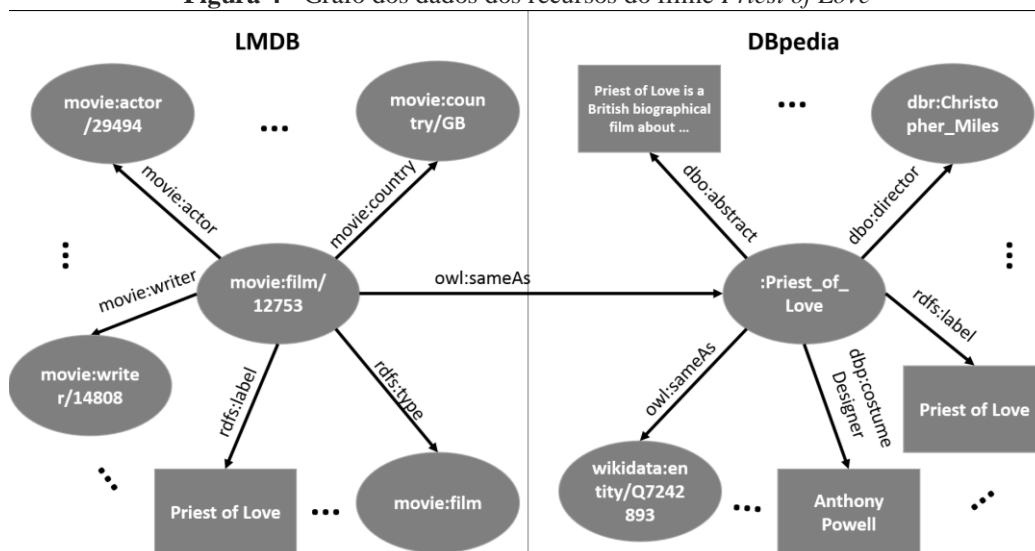 Figura 4 - Grafo dos dados dos recursos do filme Priest of Love
LMDB
DBpedia
movie:actor
/29494
...
movie:coun
try/GB
Priest of Love is a
British biographical
film about ...
...
dbr:Christo
pher_Miles
movie:actor
movie:country
dbo:abstract
dbo:director
...
...
movie:writer
movie:film/
12753
owl:sameAs
:Priest_of_
Love
rdfs:label
movie:write
r/14808
rdfs:label
rdfs:type
owl:sameAs
dbp:costume
Designer
Priest of Love
...
Priest of Love
...
movie:film
wikidata:en
tity/Q7242
893
...
Anthony
Powell
...